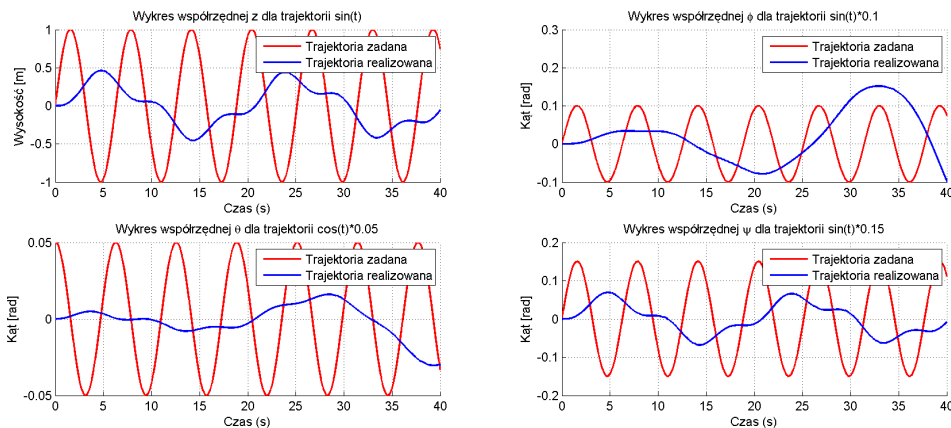 Wykres współrzędnej z dla trajektorii sin(t)
Trajektoria zadana
Trajektoria realizowana
Wysokość [m]
1
0.5
0
-0.5
-1
0 5 10 15 20 25 30 35 40
Czas (s)
Wykres współrzędnej ϕ dla trajektorii sin(t)*0.1
Trajektoria zadana
Trajektoria realizowana
Kąt [rad]
0.3
0.2
0.1
0
-0.1
0 5 10 15 20 25 30 35 40
Czas (s)
Wykres współrzędnej θ dla trajektorii cos(t)*0.05
Trajektoria zadana
Trajektoria realizowana
Kąt [rad]
0.05
0
-0.05
0 5 10 15 20 25 30 35 40
Czas (s)
Wykres współrzędnej ψ dla trajektorii sin(t)*0.15
Trajektoria zadana
Trajektoria realizowana
Kąt [rad]
0.2
0.1
0
-0.1
-0.2
0 5 10 15 20 25 30 35 40
Czas (s)